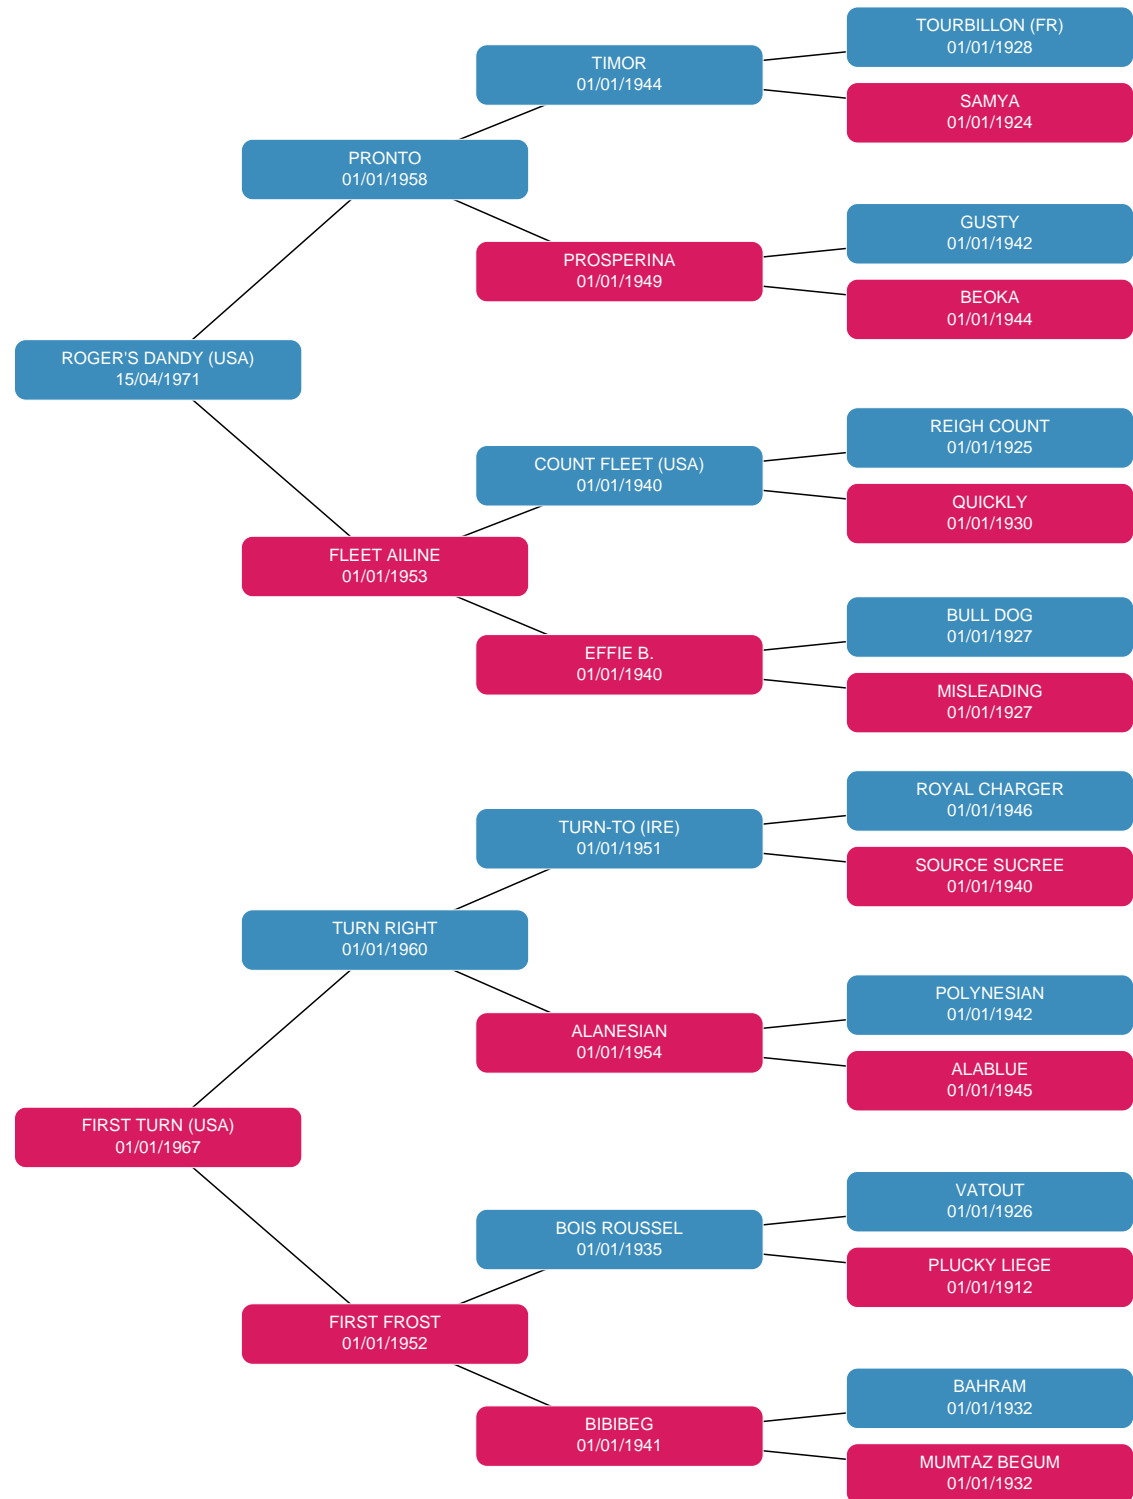 TOURBILLON (FR)
01/01/1928
TIMOR
01/01/1944
SAMYA
01/01/1924
PRONTO
01/01/1958
GUSTY
01/01/1942
PROSPERINA
01/01/1949
BEOKA
01/01/1944
ROGER'S DANDY (USA)
15/04/1971
REIGH COUNT
01/01/1925
COUNT FLEET (USA)
01/01/1940
QUICKLY
01/01/1930
FLEET AILINE
01/01/1953
BULL DOG
01/01/1927
EFFIE B.
01/01/1940
MISLEADING
01/01/1927
ROYAL CHARGER
01/01/1946
TURN-TO (IRE)
01/01/1951
SOURCE SUCREE
01/01/1940
TURN RIGHT
01/01/1960
POLYNESIAN
01/01/1942
ALANESIAN
01/01/1954
ALABLUE
01/01/1945
FIRST TURN (USA)
01/01/1967
VATOUT
01/01/1926
BOIS ROUSSEL
01/01/1935
PLUCKY LIEGE
01/01/1912
FIRST FROST
01/01/1952
BAHRAM
01/01/1932
BIBIBEG
01/01/1941
MUMTAZ BEGUM
01/01/1932